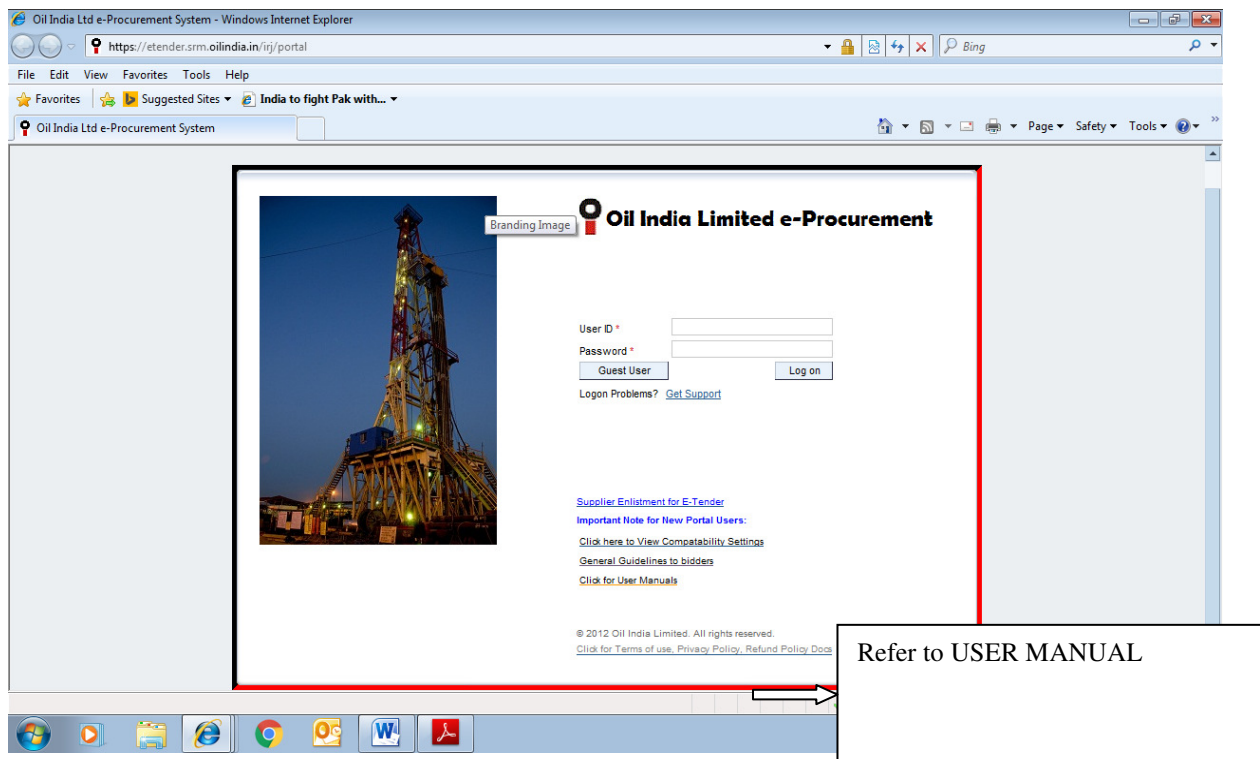 Oil India Ltd e-Procurement System - Windows Internet Explorer
https://etender.srm.oilindia.in/irj/portal
Bing
File Edit View Favorites Tools Help
Favorites Suggested Sites India to fight Pak with...
Oil India Ltd e-Procurement System
Page Safety Tools
Branding Image
Oil India Limited e-Procurement
User ID *
Password *
Guest User Log on
Logon Problems? Get Support
Supplier Enlistment for E-Tender
Important Note for New Portal Users:
Click here to View Compatability Settings
General Guidelines to bidders
Click for User Manuals
© 2012 Oil India Limited. All rights reserved.
Click for Terms of use, Privacy Policy, Refund Policy Docs
Refer to USER MANUAL